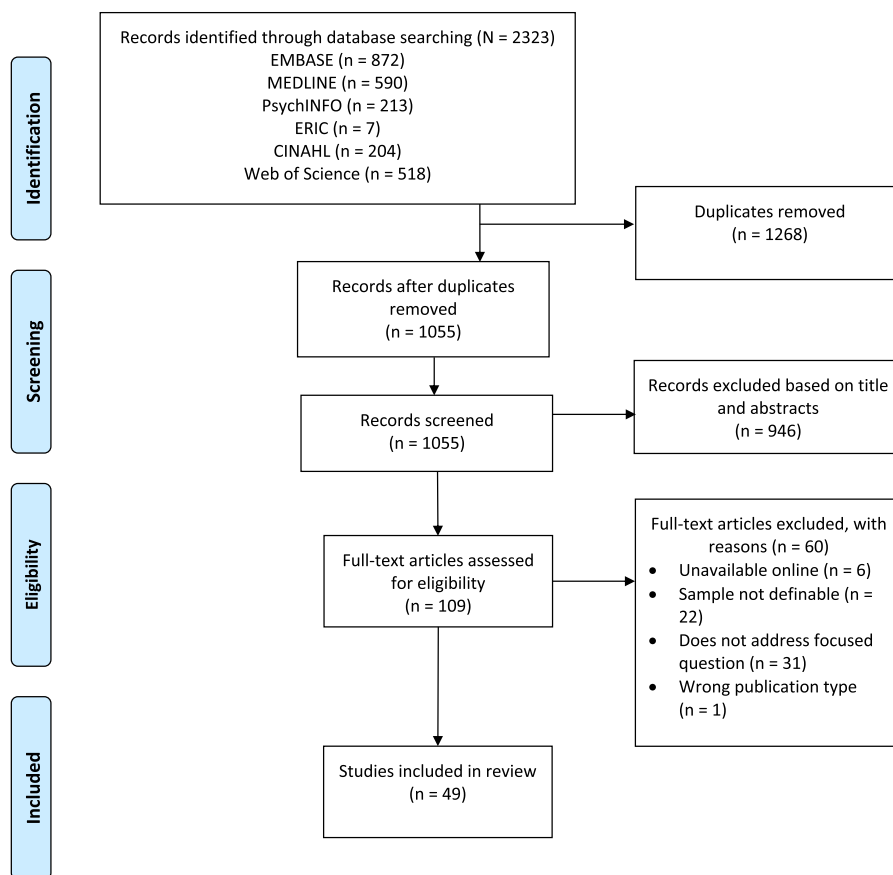 Records identified through database searching (N = 2323)
EMBASE (n = 872)
MEDLINE (n = 590)
PsychINFO (n = 213)
ERIC (n = 7)
CINAHL (n = 204)
Web of Science (n = 518)
Identification
Duplicates removed
(n = 1268)
Records after duplicates
removed
(n = 1055)
Screening
Records excluded based on title
and abstracts
(n = 946)
Records screened
(n = 1055)
Eligibility
Full-text articles assessed
for eligibility
(n = 109)
Full-text articles excluded, with
reasons (n = 60)
• Unavailable online (n = 6)
• Sample not definable (n =
22)
• Does not address focused
question (n = 31)
• Wrong publication type
(n = 1)
Included
Studies included in review
(n = 49)